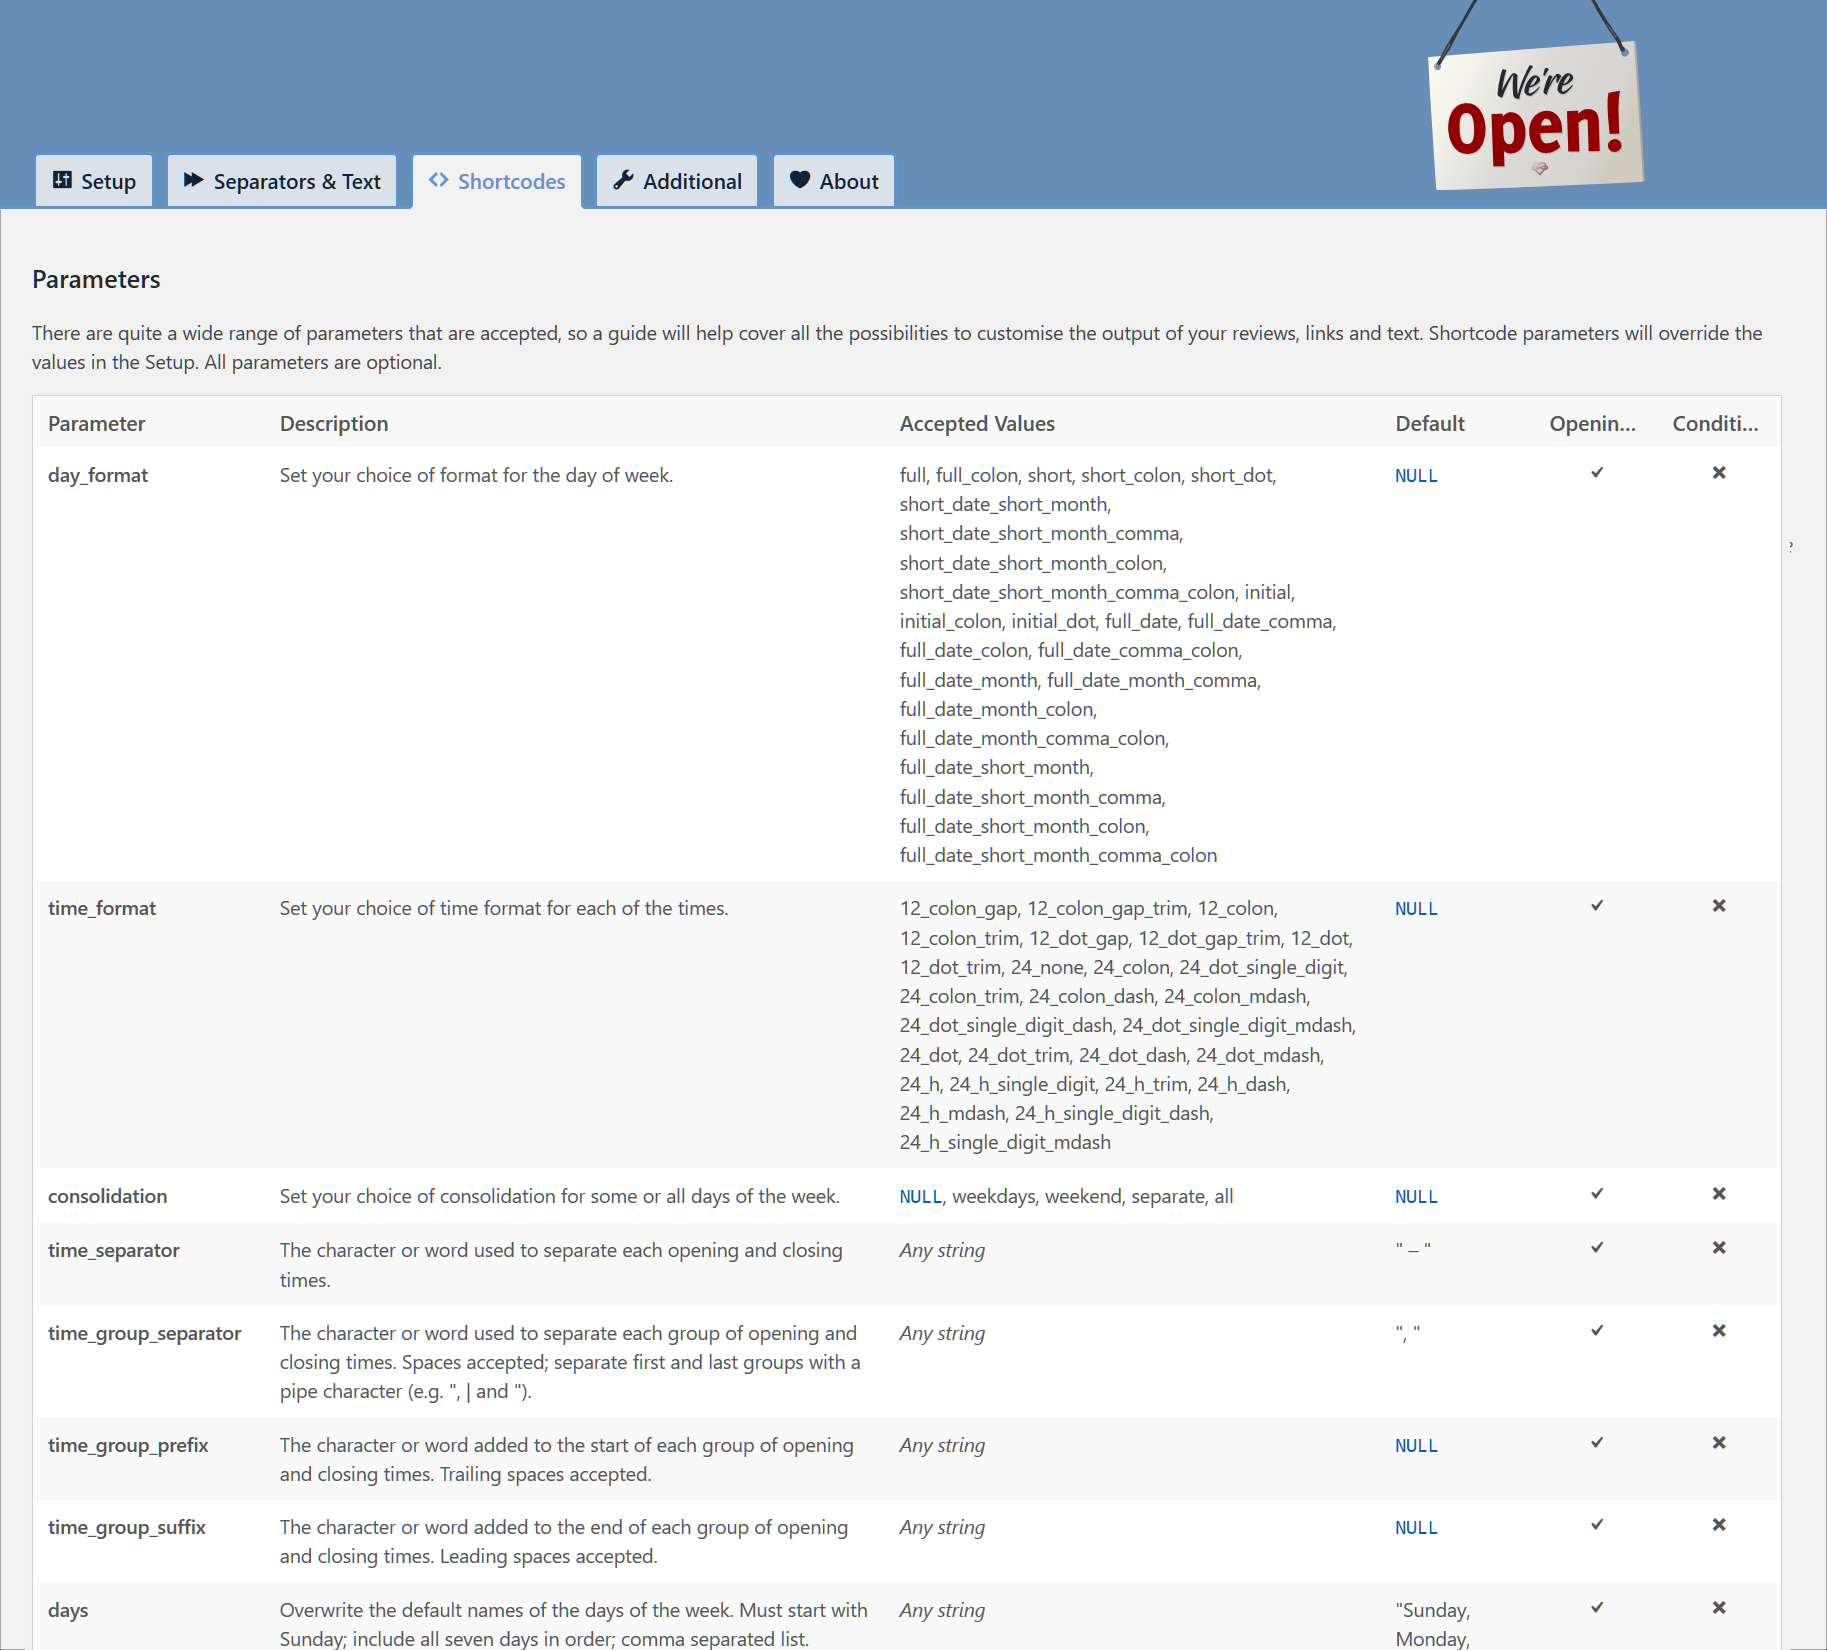 We're
Open!
Setup
Separators & Text
Shortcodes
Additional
About
Parameters
There are quite a wide range of parameters that are accepted, so a guide will help cover all the possibilities to customise the output of your reviews, links and text. Shortcode parameters will override the
values in the Setup. All parameters are optional.
Parameter Description Accepted Values Default Openin... Conditi...
day_format Set your choice of format for the day of week. full, full_colon, short, short_colon, short_dot, NULL ✓ ✖
short_date_short_month,
short_date_short_month_comma,
short_date_short_month_colon,
short_date_short_month_comma_colon, initial,
initial_colon, initial_dot, full_date, full_date_comma,
full_date_colon, full_date_comma_colon,
full_date_month, full_date_month_comma,
full_date_month_colon,
full_date_month_comma_colon,
full_date_short_month,
full_date_short_month_comma,
full_date_short_month_colon,
full_date_short_month_comma_colon
time_format Set your choice of time format for each of the times. 12_colon_gap, 12_colon_gap_trim, 12_colon, NULL ✓ ✖
12_colon_trim, 12_dot_gap, 12_dot_gap_trim, 12_dot,
12_dot_trim, 24_none, 24_colon, 24_dot_single_digit,
24_colon_trim, 24_colon_dash, 24_colon_mdash,
24_dot_single_digit_dash, 24_dot_single_digit_mdash,
24_dot, 24_dot_trim, 24_dot_dash, 24_dot_mdash,
24_h, 24_h_single_digit, 24_h_trim, 24_h_dash,
24_h_mdash, 24_h_single_digit_dash,
24_h_single_digit_mdash
consolidation Set your choice of consolidation for some or all days of the week. NULL, weekdays, weekend, separate, all NULL ✓ ✖
time_separator The character or word used to separate each opening and closing Any string " – " ✓ ✖
times.
time_group_separator The character or word used to separate each group of opening and Any string ", " ✓ ✖
closing times. Spaces accepted; separate first and last groups with a
pipe character (e.g. ", | and ").
time_group_prefix The character or word added to the start of each group of opening Any string NULL ✓ ✖
and closing times. Trailing spaces accepted.
time_group_suffix The character or word added to the end of each group of opening Any string NULL ✓ ✖
and closing times. Leading spaces accepted.
days Overwrite the default names of the days of the week. Must start with Any string "Sunday, ✓ ✖
Sunday; include all seven days in order; comma separated list. Monday,